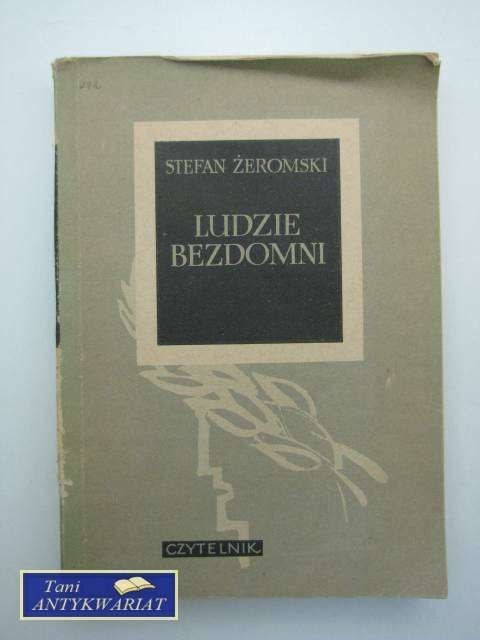 STEFAN ŻEROMSKI
LUDZIE
BEZDOMNI
CZYTELNIK
Tani
ANTYKWARIAT